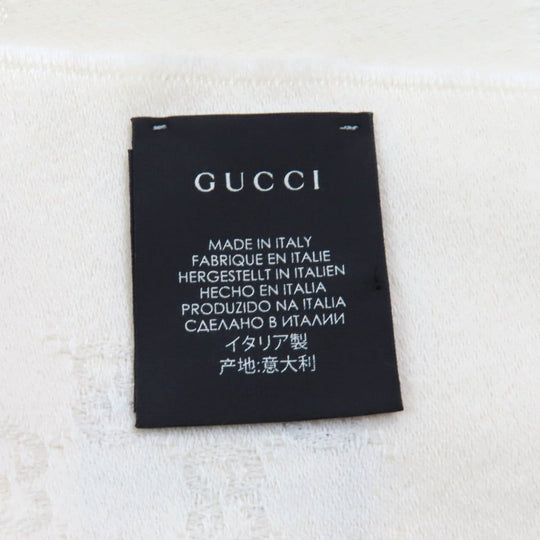 GUCCI
MADE IN ITALY
FABRIQUE EN ITALIE
HERGESTELLT IN ITALIEN
HECHO EN ITALIA
PRODUZIDO NA ITALIA
СДЕЛАНО В ИТАЛИИ
イタリア製
产地:意大利